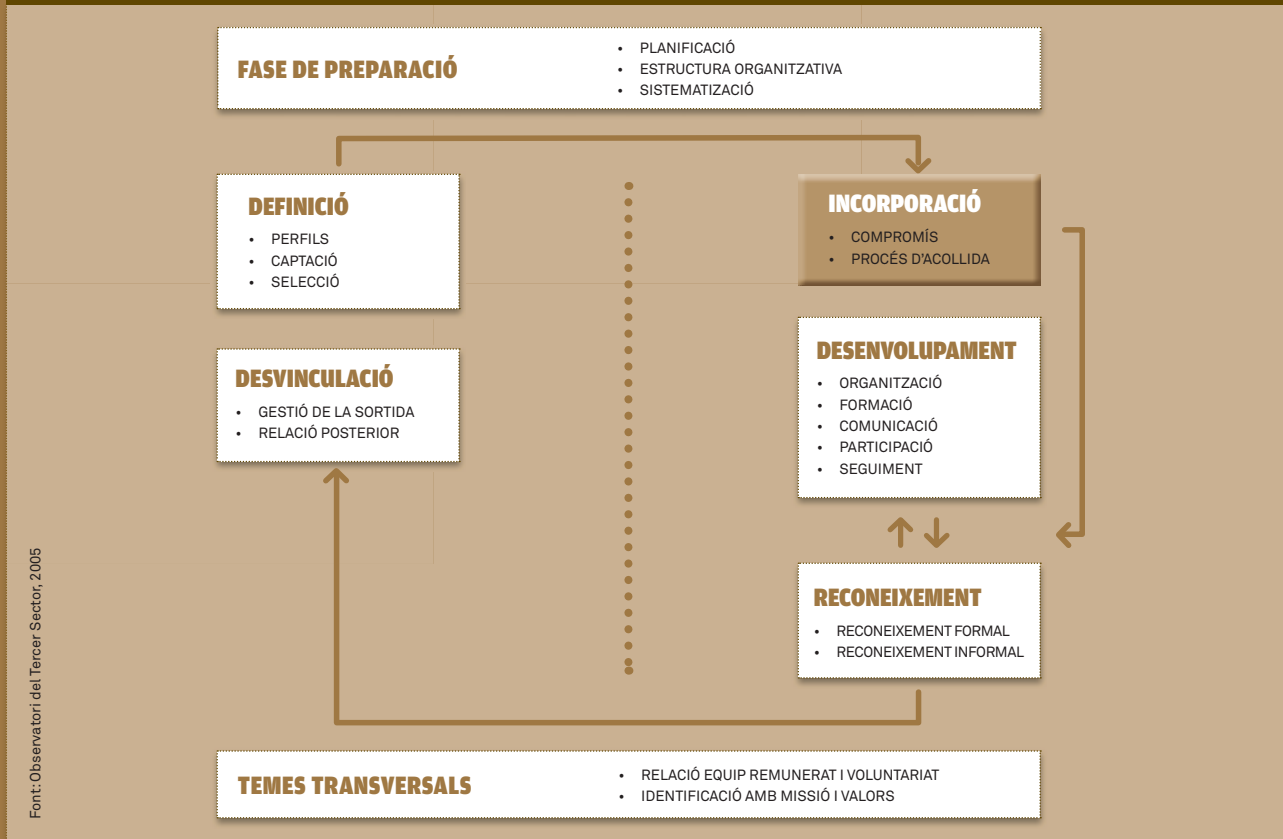 FASE DE PREPARACIÓ
• PLANIFICACIÓ
• ESTRUCTURA ORGANITZATIVA
• SISTEMATIZACIÓ
DEFINICIÓ
• PERFILS
• CAPTACIÓ
• SELECCIÓ
INCORPORACIÓ
• COMPROMÍS
• PROCÉS D'ACOLLIDA
DESENVOLUPAMENT
• ORGANITZACIÓ
• FORMACIÓ
• COMUNICACIÓ
• PARTICIPACIÓ
• SEGUIMENT
RECONEIXEMENT
• RECONEIXEMENT FORMAL
• RECONEIXEMENT INFORMAL
DESVINCULACIÓ
• GESTIÓ DE LA SORTIDA
• RELACIÓ POSTERIOR
TEMES TRANSVERSALS
• RELACIÓ EQUIP REMUNERAT I VOLUNTARIAT
• IDENTIFICACIÓ AMB MISSIÓ I VALORS
Font: Observatori del Tercer Sector, 2005